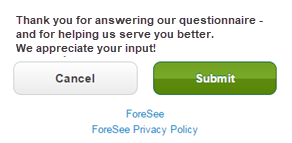 Thank you for answering our questionnaire -
and for helping us serve you better.
We appreciate your input!
Cancel Submit
ForeSee
ForeSee Privacy Policy